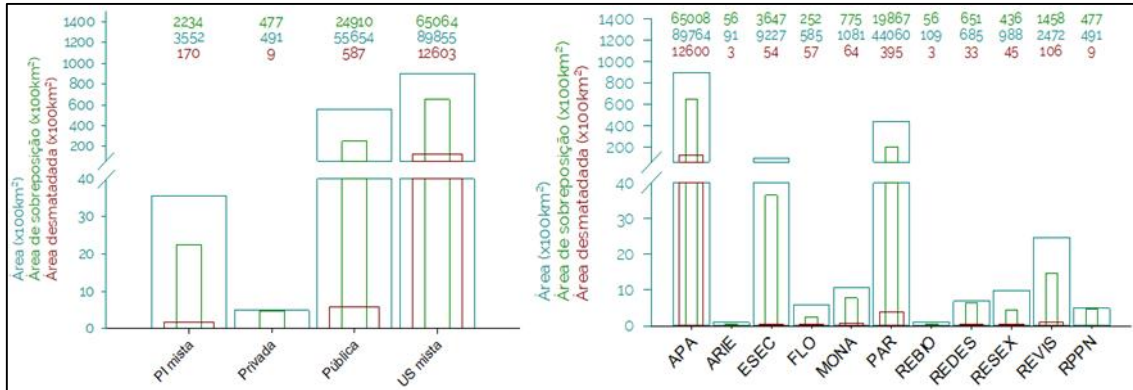 2234 477 24910 65064
3552 491 55654 89855
170 9 587 12603
1400
1200
1000
800
600
400
200
40
30
20
10
0
Área (x100km²)
Área de sobreposição (x100km²)
Área desmatadada (x100km²)
PI mista Privada Pública US mista
65008 56 3647 252 775 19867 56 651 436 1458 477
89764 91 9227 585 1081 44060 109 685 988 2472 491
12600 3 54 57 64 395 3 33 45 106 9
1400
1200
1000
800
600
400
200
40
30
20
10
0
Área (x100km²)
Área de sobreposição (x100km²)
Área desmatadada (x100km²)
APA ARIE ESEC FLO MONA PAR REBIO REDES RESEX REVIS RPPN